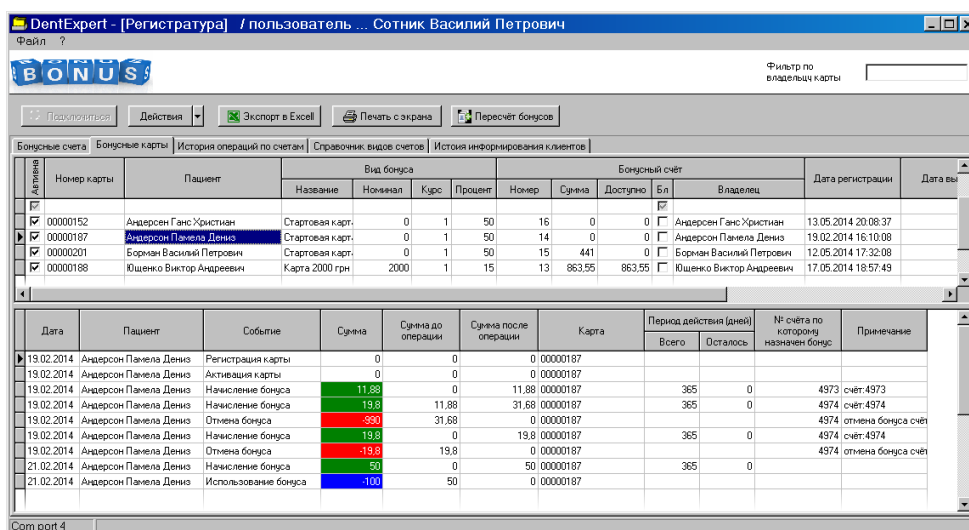 DentExpert - [Регистратура] / пользователь ... Сотник Василий Петрович
Файл ?
BONUS
Фильтр по владельцу карты
Подключиться Действия Экспорт в Excell Печать с экрана Пересчёт бонусов
Бонусные счета Бонусные карты История операций по счетам Справочник видов счетов Истоия информирования клиентов
Активна Номер карты Пациент Вид бонуса Бонусный счёт Дата регистрации Дата вы
Название Номинал Курс Процент Номер Сумма Доступно Бл Владелец
00000152 Андерсен Ганс Христиан Стартовая карт. 0 1 50 16 0 0 Андерсен Ганс Христиан 13.05.2014 20:08:37
00000187 Андерсон Памела Дениз Стартовая карт. 0 1 50 14 0 0 Андерсон Памела Дениз 19.02.2014 16:10:08
00000201 Борман Василий Петрович Стартовая карт. 0 1 50 15 441 0 Борман Василий Петрович 12.05.2014 17:32:08
00000188 Ющенко Виктор Андреевич Карта 2000 грн 2000 1 15 13 863,55 863,55 Ющенко Виктор Андреевич 17.05.2014 18:57:49
Дата Пациент Событие Сумма Сумма до операции Сумма после операции Карта Период действия (дней) № счёта по которому назначен бонус Примечание
Всего Осталось
19.02.2014 Андерсон Памела Дениз Регистрация карты 0 0 0 00000187
19.02.2014 Андерсон Памела Дениз Активация карты 0 0 0 00000187
19.02.2014 Андерсон Памела Дениз Начисление бонуса 11,88 0 11,88 00000187 365 0 4973 счёт:4973
19.02.2014 Андерсон Памела Дениз Начисление бонуса 19,8 11,88 31,68 00000187 365 0 4974 счёт:4974
19.02.2014 Андерсон Памела Дениз Отмена бонуса -990 31,68 0 00000187 4974 отмена бонуса счёт
19.02.2014 Андерсон Памела Дениз Начисление бонуса 19,8 0 19,8 00000187 365 0 4974 счёт:4974
19.02.2014 Андерсон Памела Дениз Отмена бонуса -19,8 19,8 0 00000187 4974 отмена бонуса счёт
21.02.2014 Андерсон Памела Дениз Начисление бонуса 50 0 50 00000187 365 0
21.02.2014 Андерсон Памела Дениз Использование бонуса -100 50 0 00000187
Com port 4